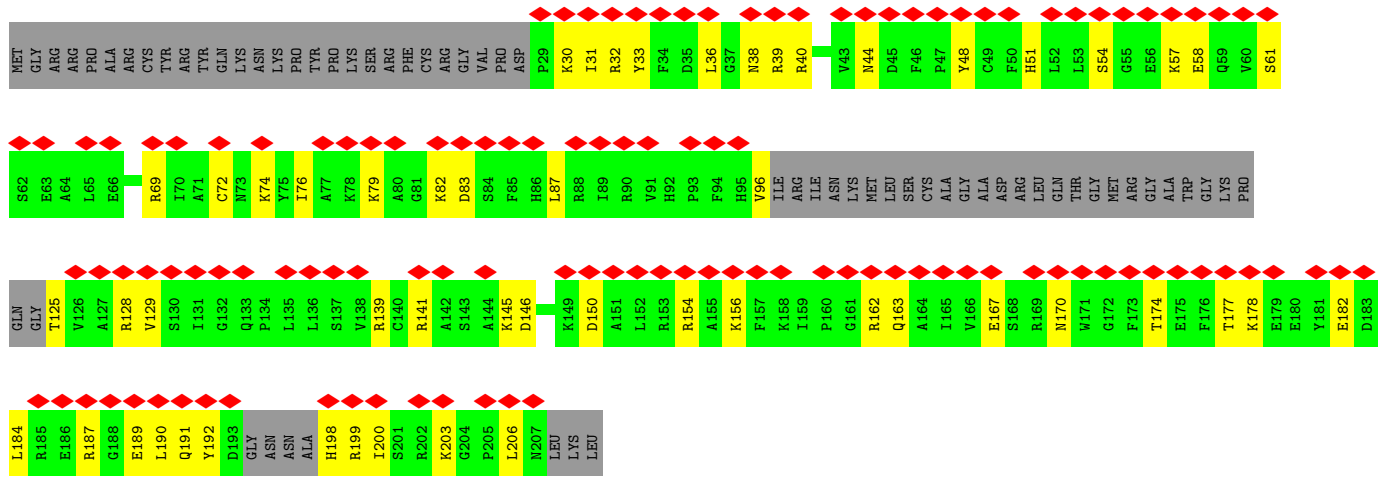 MET GLY ARG ARG PRO ALA ARG CYS TYR ARG TYR GLN LYS ASN LYS PRO TYR PRO LYS SER ARG PHE CYS ARG GLY VAL PRO ASP P29 K30 I31 R32 Y33 F34 D35 L36 G37 N38 R39 R40 V43 N44 D45 F46 P47 Y48 C49 F50 H51 L52 L53 S54 G55 E56 K57 E58 Q59 V60 S61
S62 E63 A64 L65 E66 R69 I70 A71 C72 N73 K74 Y75 I76 A77 K78 K79 A80 G81 K82 D83 S84 F85 H86 L87 R88 I89 R90 V91 H92 P93 F94 H95 V96 ILE ARG ILE ASN LYS MET LEU SER CYS ALA GLY ALA ASP ARG LEU GLN THR GLY MET ARG GLY ALA TRP GLY LYS PRO
GLN GLY T125 V126 A127 R128 V129 S130 I131 G132 Q133 P134 L135 L136 S137 V138 R139 C140 R141 A142 S143 A144 K145 D146 K149 D150 A151 L152 R153 R154 A155 K156 F157 K158 I159 P160 G161 R162 Q163 A164 I165 V166 E167 S168 R169 N170 W171 G172 F173 T174 E175 F176 T177 K178 E179 E180 Y181 E182 D183
L184 R185 E186 R187 G188 E189 L190 Q191 Y192 D193 GLY ASN ASN ALA H198 R199 I200 S201 R202 K203 G204 P205 L206 N207 LEU LYS LEU